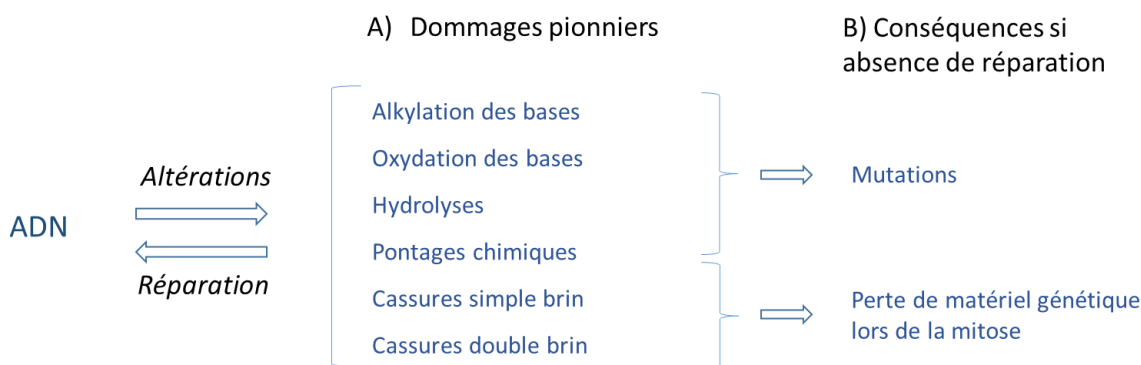 A) Dommages pionniers
B) Conséquences si
absence de réparation
Alkylation des bases
Oxydation des bases
Altérations
Mutations
Hydrolyses
ADN
Pontages chimiques
Réparation
Cassures simple brin
Perte de matériel génétique
lors de la mitose
Cassures double brin